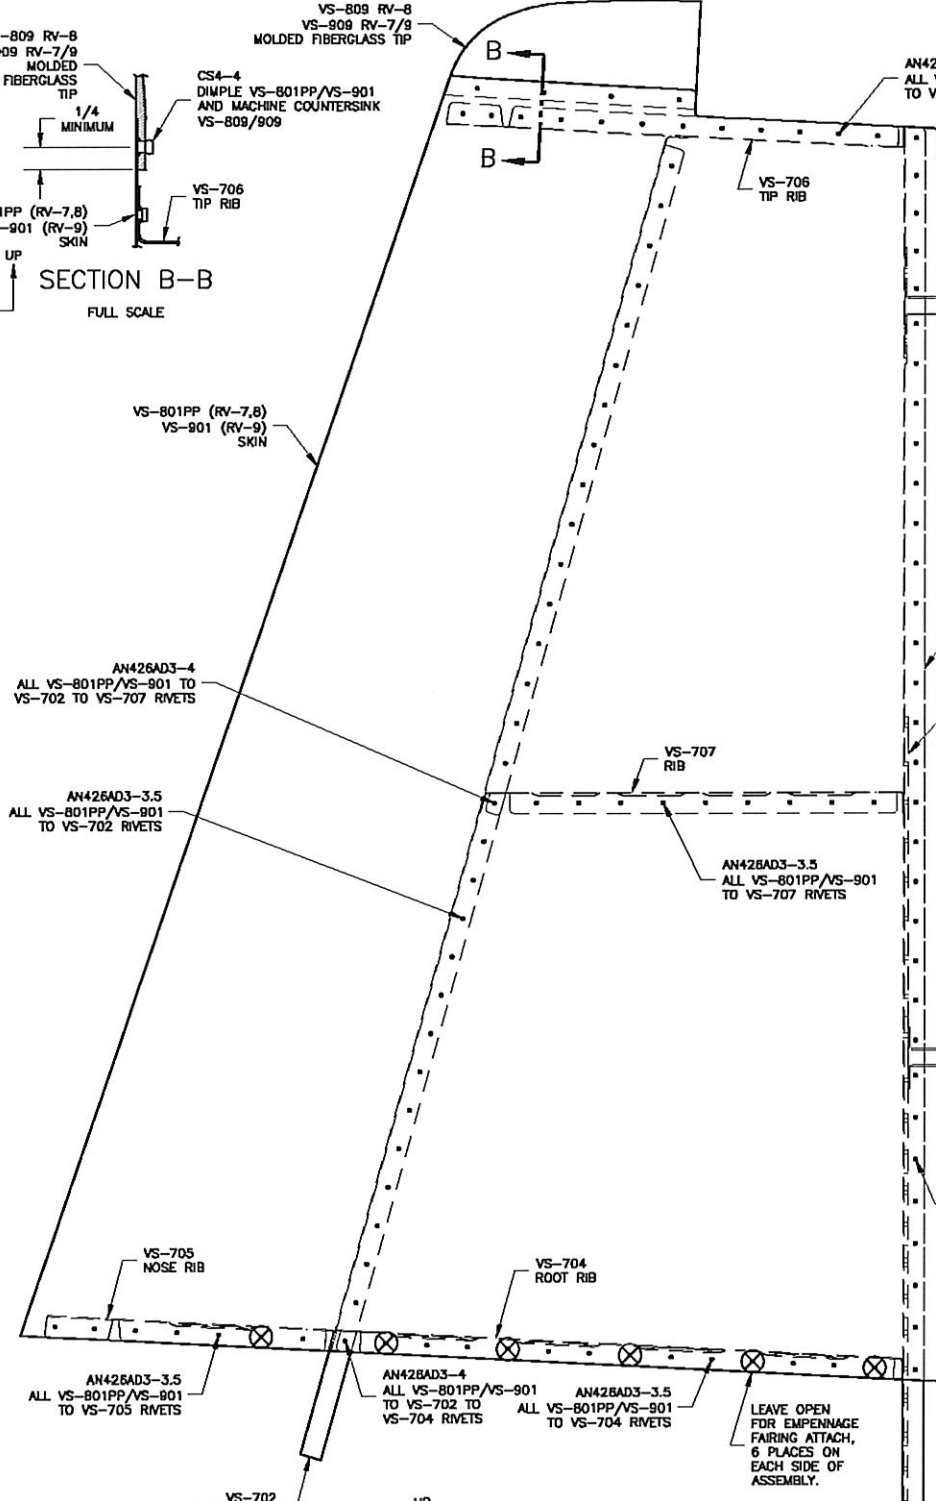 VS-809 RV-8
VS-909 RV-7/9
MOLDED FIBERGLASS TIP
-809 RV-8
09 RV-7/9
MOLDED
FIBERGLASS
TIP
1/4
MINIMUM
CS4-4
DIMPLE VS-801PP/VS-901
AND MACHINE COUNTERSINK
VS-809/909
VS-706
TIP RIB
1PP (RV-7,8)
-901 (RV-9)
SKIN
UP
SECTION B-B
FULL SCALE
B
B
AN42
ALL V
TO V
VS-706
TIP RIB
VS-801PP (RV-7,8)
VS-901 (RV-9)
SKIN
AN426AD3-4
ALL VS-801PP/VS-901 TO
VS-702 TO VS-707 RIVETS
VS-707
RIB
AN426AD3-3.5
ALL VS-801PP/VS-901
TO VS-702 RIVETS
AN426AD3-3.5
ALL VS-801PP/VS-901
TO VS-707 RIVETS
VS-705
NOSE RIB
VS-704
ROOT RIB
AN426AD3-3.5
ALL VS-801PP/VS-901
TO VS-705 RIVETS
AN426AD3-4
ALL VS-801PP/VS-901
TO VS-702 TO
VS-704 RIVETS
AN426AD3-3.5
ALL VS-801PP/VS-901
TO VS-704 RIVETS
LEAVE OPEN
FOR EMPENNAGE
FAIRING ATTACH,
6 PLACES ON
EACH SIDE OF
ASSEMBLY.
VS-702
UP